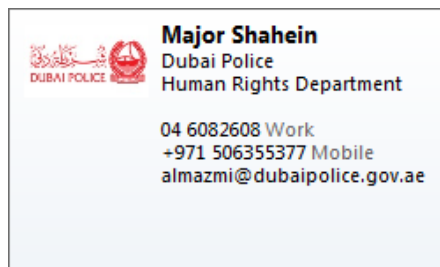 Major Shahein
Dubai Police
Human Rights Department
DUBAI POLICE
04 6082608 Work
+971 506355377 Mobile
almazmi@dubaipolice.gov.ae